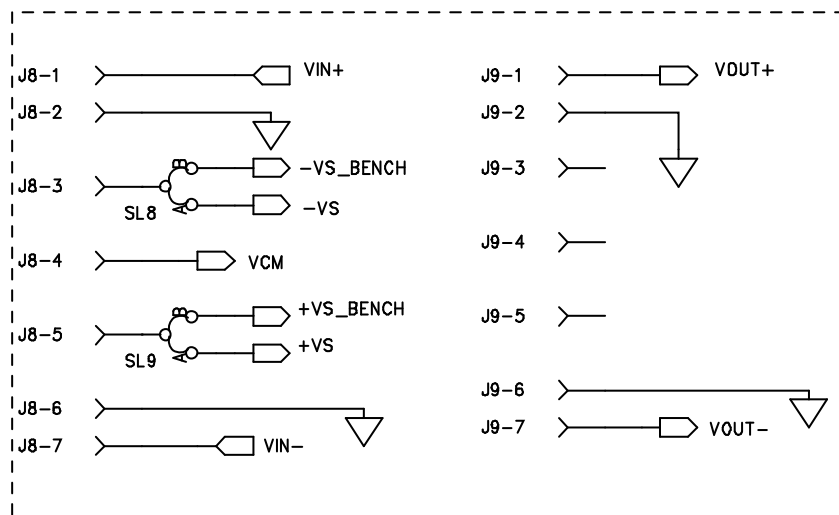 J8-1 VIN+
J8-2
J8-3 B -VS_BENCH
SL8 A -VS
J8-4 VCM
B +VS_BENCH
J8-5
SL9 A +VS
J8-6
J8-7 VIN-
J9-1 VOUT+
J9-2
J9-3
J9-4
J9-5
J9-6
J9-7 VOUT-